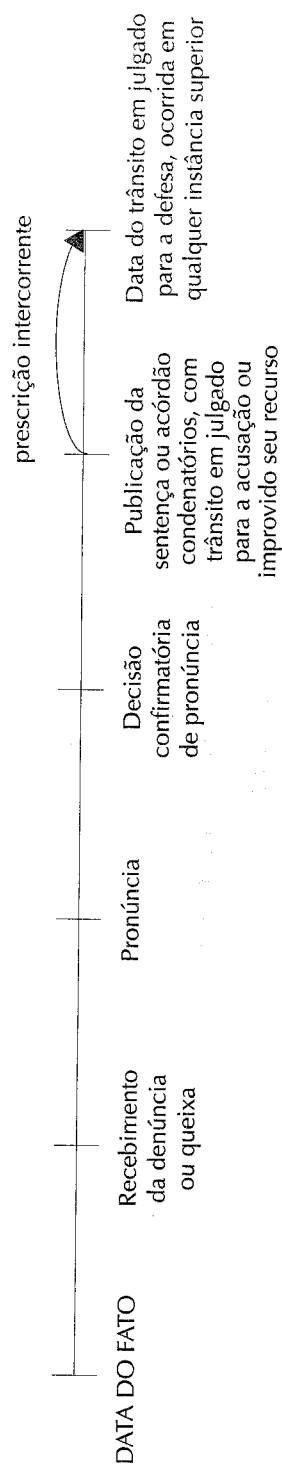 prescrição intercorrente
DATA DO FATO
Recebimento
da denúncia
ou queixa
Pronúncia
Decisão
confirmatória
de pronúncia
Publicação da
sentença ou acórdão
condenatórios, com
trânsito em julgado
para a acusação ou
improvido seu recurso
Data do trânsito em julgado
para a defesa, ocorrida em
qualquer instância superior